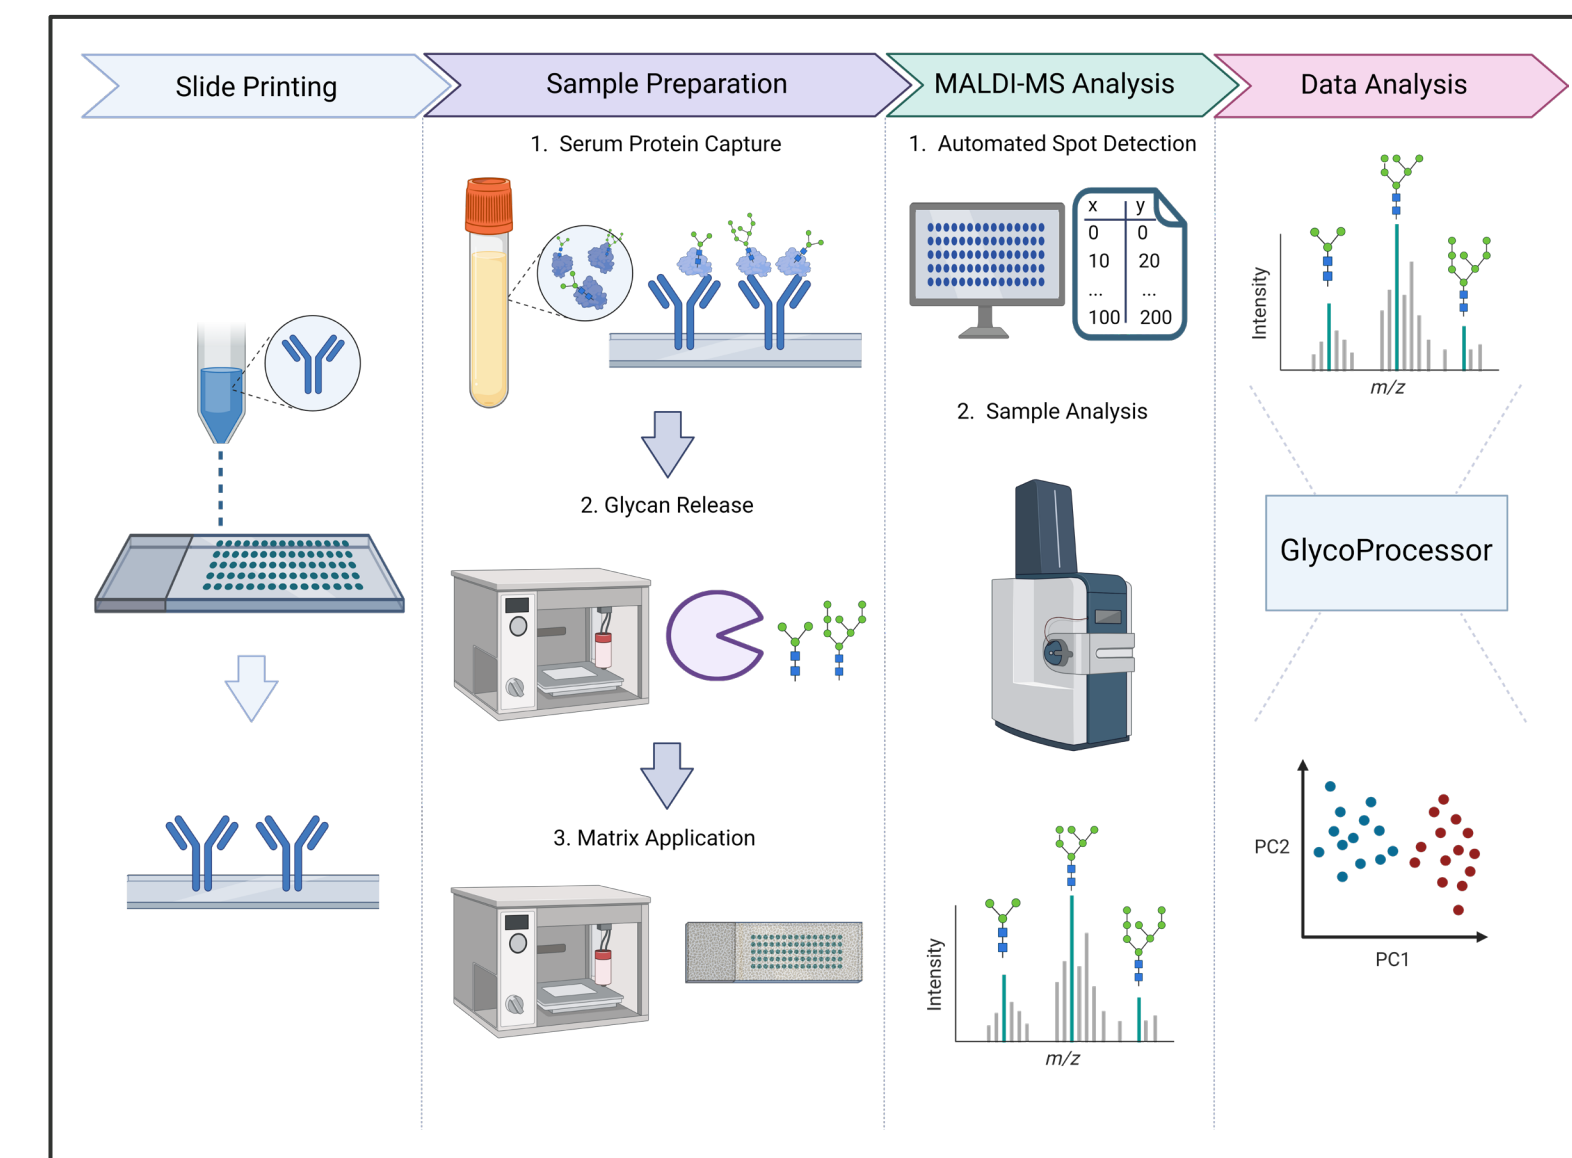 Slide Printing
Sample Preparation
MALDI-MS Analysis
Data Analysis
1. Serum Protein Capture
2. Glycan Release
3. Matrix Application
1. Automated Spot Detection
x y
0 0
10 20
... ...
100 200
2. Sample Analysis
Intensity
m/z
Intensity
m/z
GlycoProcessor
PC2
PC1